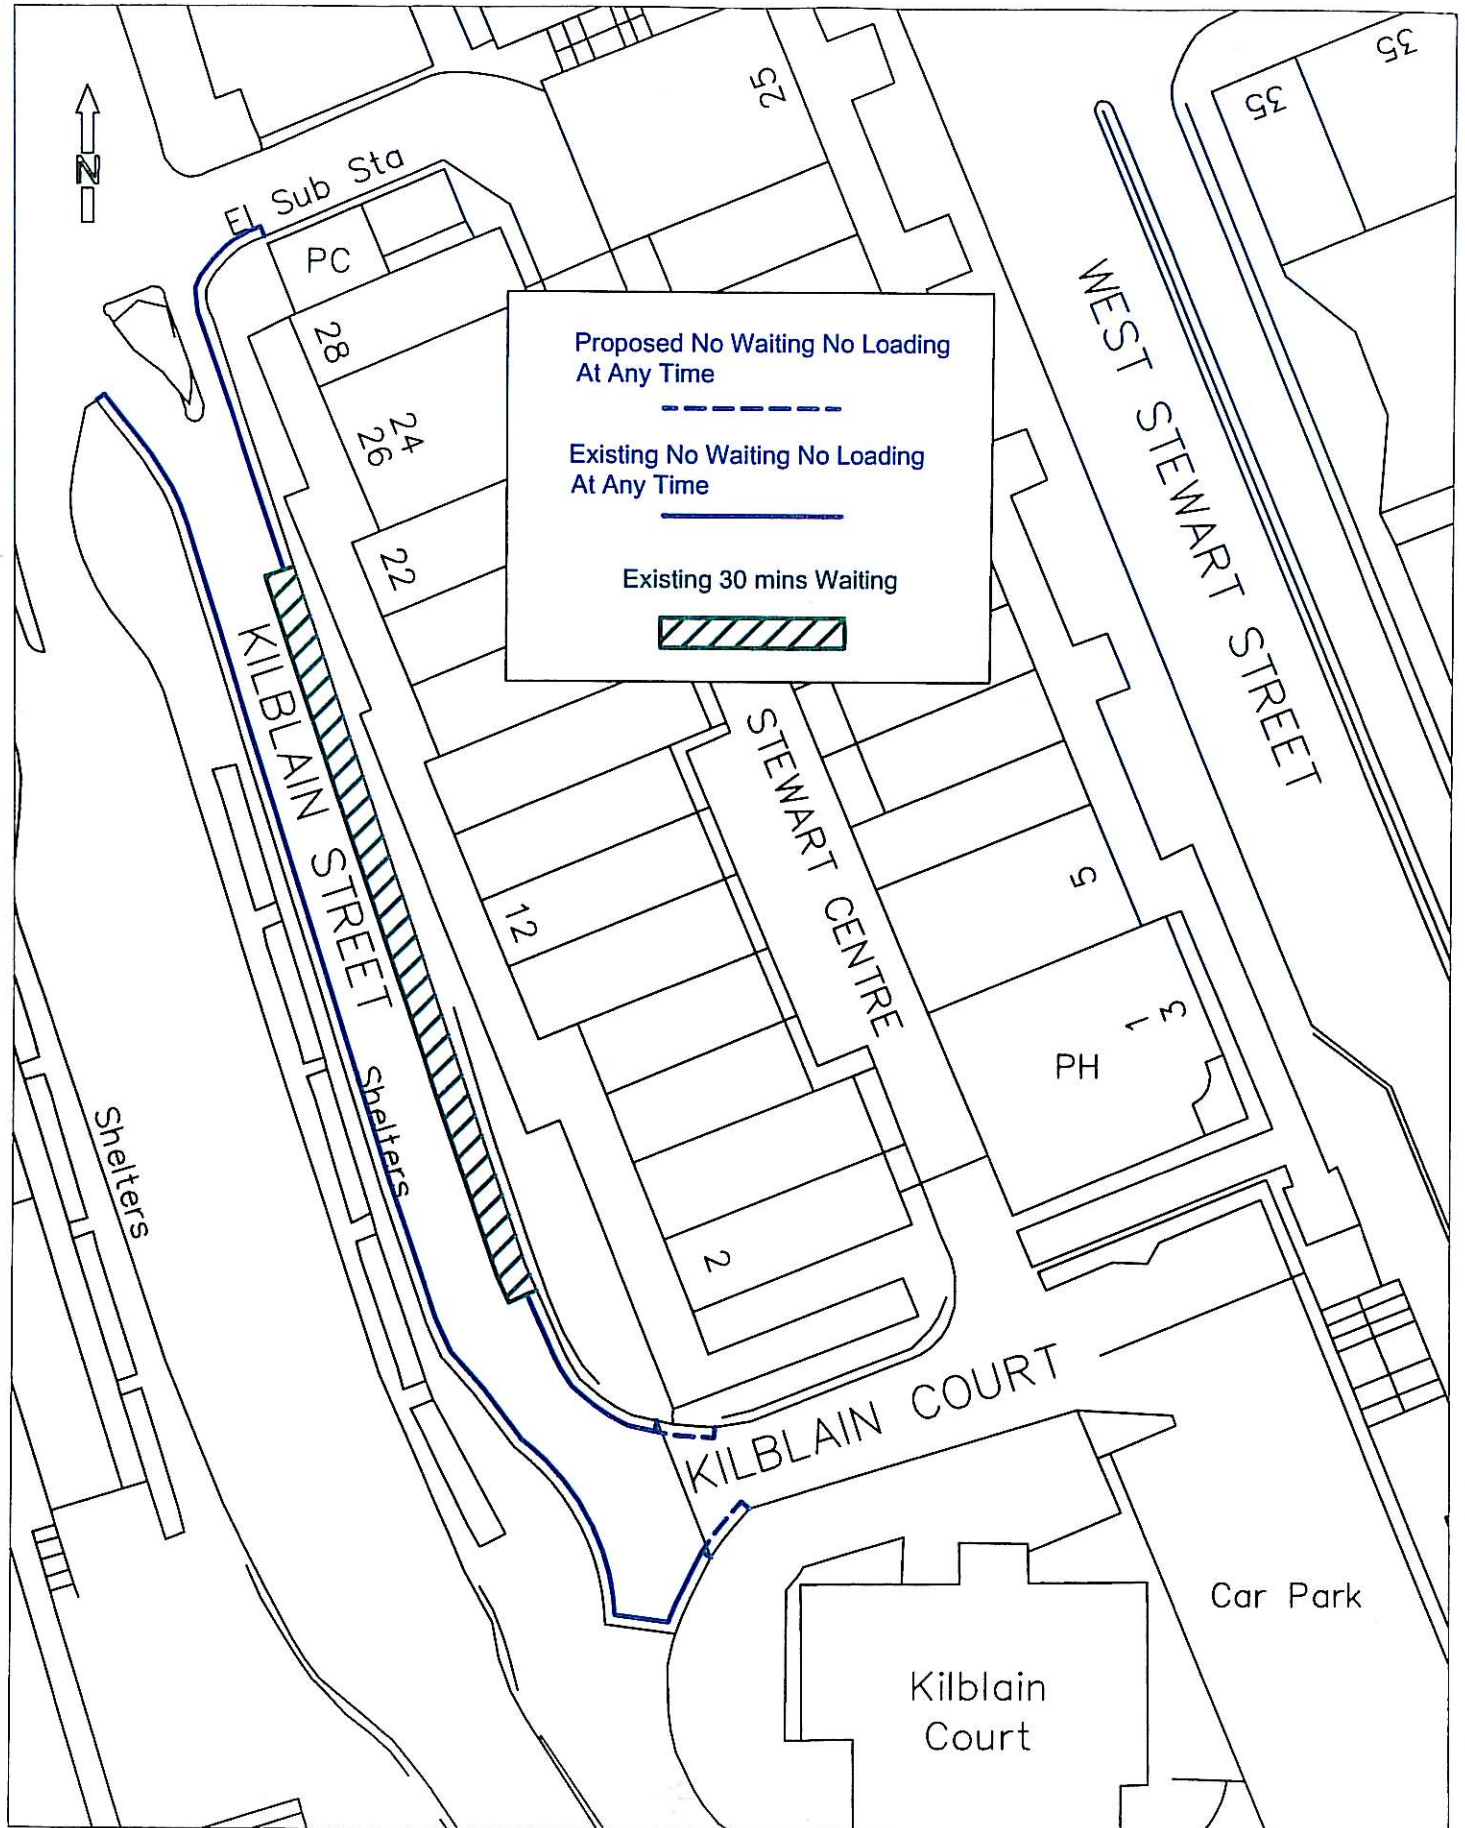 35
35
25
N
El Sub Sta
PC
28
24
26
22
Proposed No Waiting No Loading
At Any Time
Existing No Waiting No Loading
At Any Time
Existing 30 mins Waiting
WEST STEWART STREET
KILBLAIN STREET
STEWART CENTRE
12
5
1
3
PH
Shelters
Shelters
2
KILBLAIN COURT
Car Park
Kilblain
Court